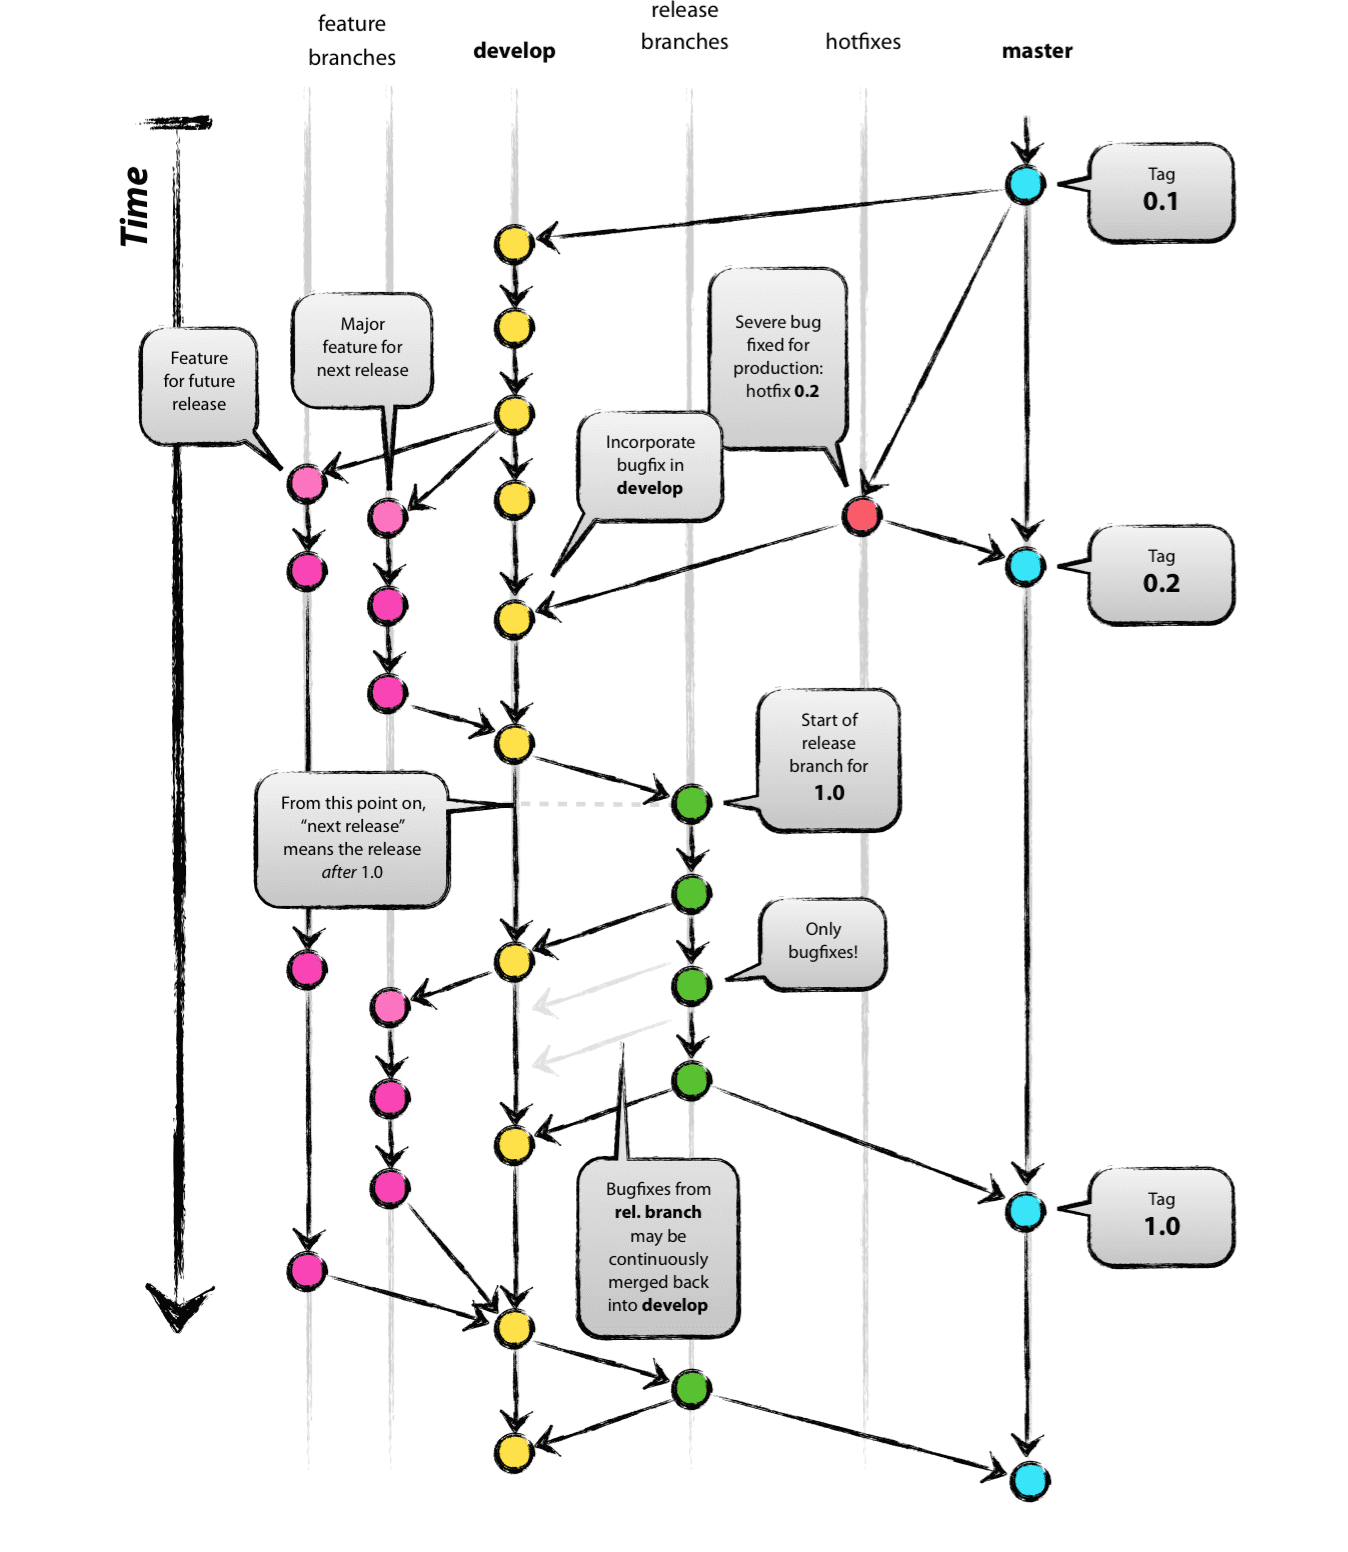 feature
branches
develop
release
branches
hotfixes
master
Time
Tag
0.1
Feature
for future
release
Major
feature for
next release
Severe bug
fixed for
production:
hotfix 0.2
Incorporate
bugfix in
develop
Tag
0.2
Start of
release
branch for
1.0
From this point on,
“next release”
means the release
after 1.0
Only
bugfixes!
Bugfixes from
rel. branch
may be
continuously
merged back
into develop
Tag
1.0